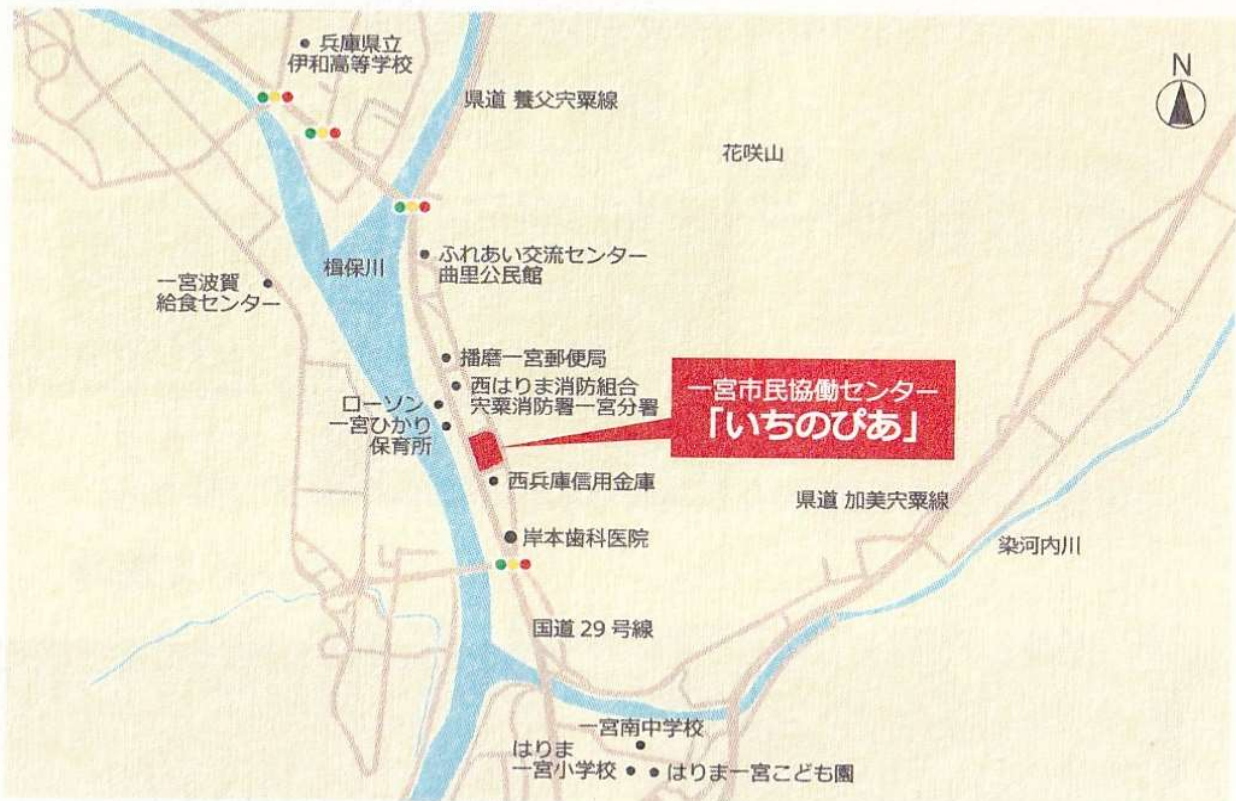 兵庫県立
伊和高等学校
県道 養父宍粟線
N
花咲山
ふれあい交流センター
曲里公民館
揖保川
一宮波賀
給食センター
播磨一宮郵便局
西はりま消防組合
宍粟消防署一宮分署
ローソン
一宮ひかり
保育所
一宮市民協働センター
「いちのぴあ」
西兵庫信用金庫
県道 加美宍粟線
岸本歯科医院
染河内川
国道 29 号線
一宮南中学校
はりま
一宮小学校
はりま一宮こども園